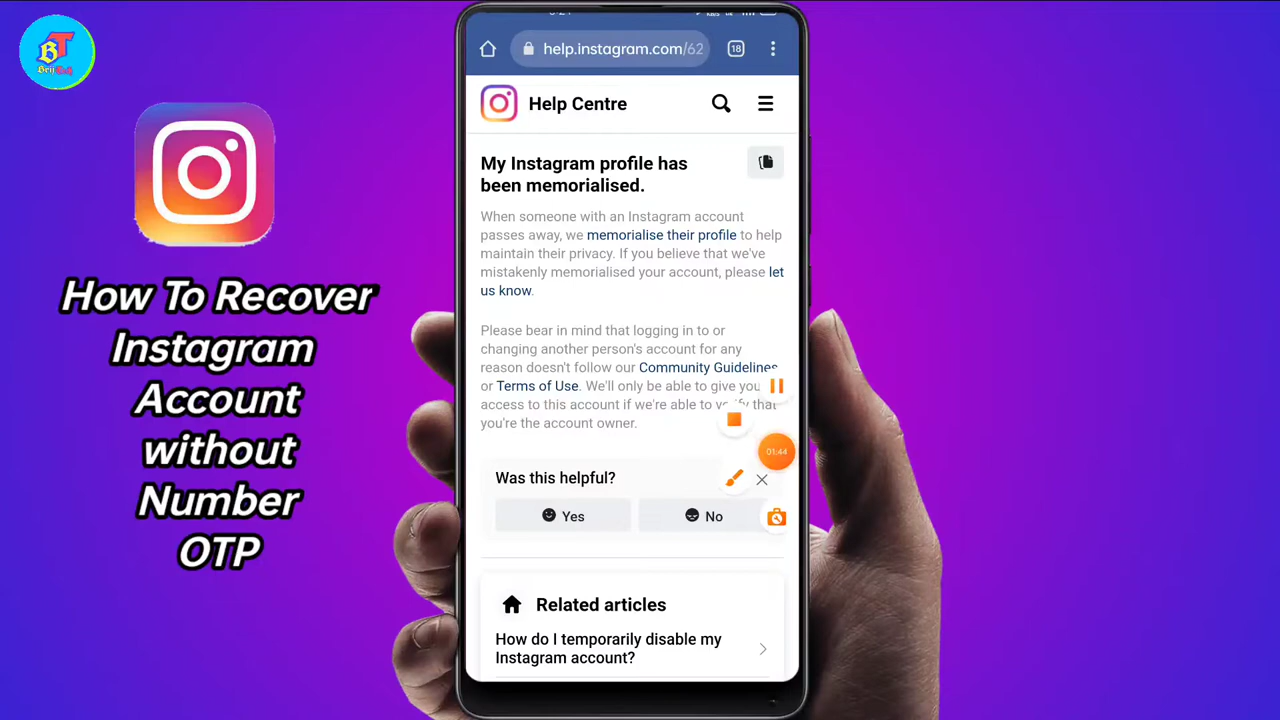 BT
How To Recover
Instagram
Account
without
Number
OTP
help.instagram.com/62
18
Help Centre
My Instagram profile has
been memorialised.
When someone with an Instagram account
passes away, we memorialise their profile to help
maintain their privacy. If you believe that we've
mistakenly memorialised your account, please let
us know.
Please bear in mind that logging in to or
changing another person's account for any
reason doesn't follow our Community Guidelines
or Terms of Use. We'll only be able to give you
access to this account if we're able to verify that
you're the account owner.
01:44
Was this helpful?
Yes
No
Related articles
How do I temporarily disable my
Instagram account?